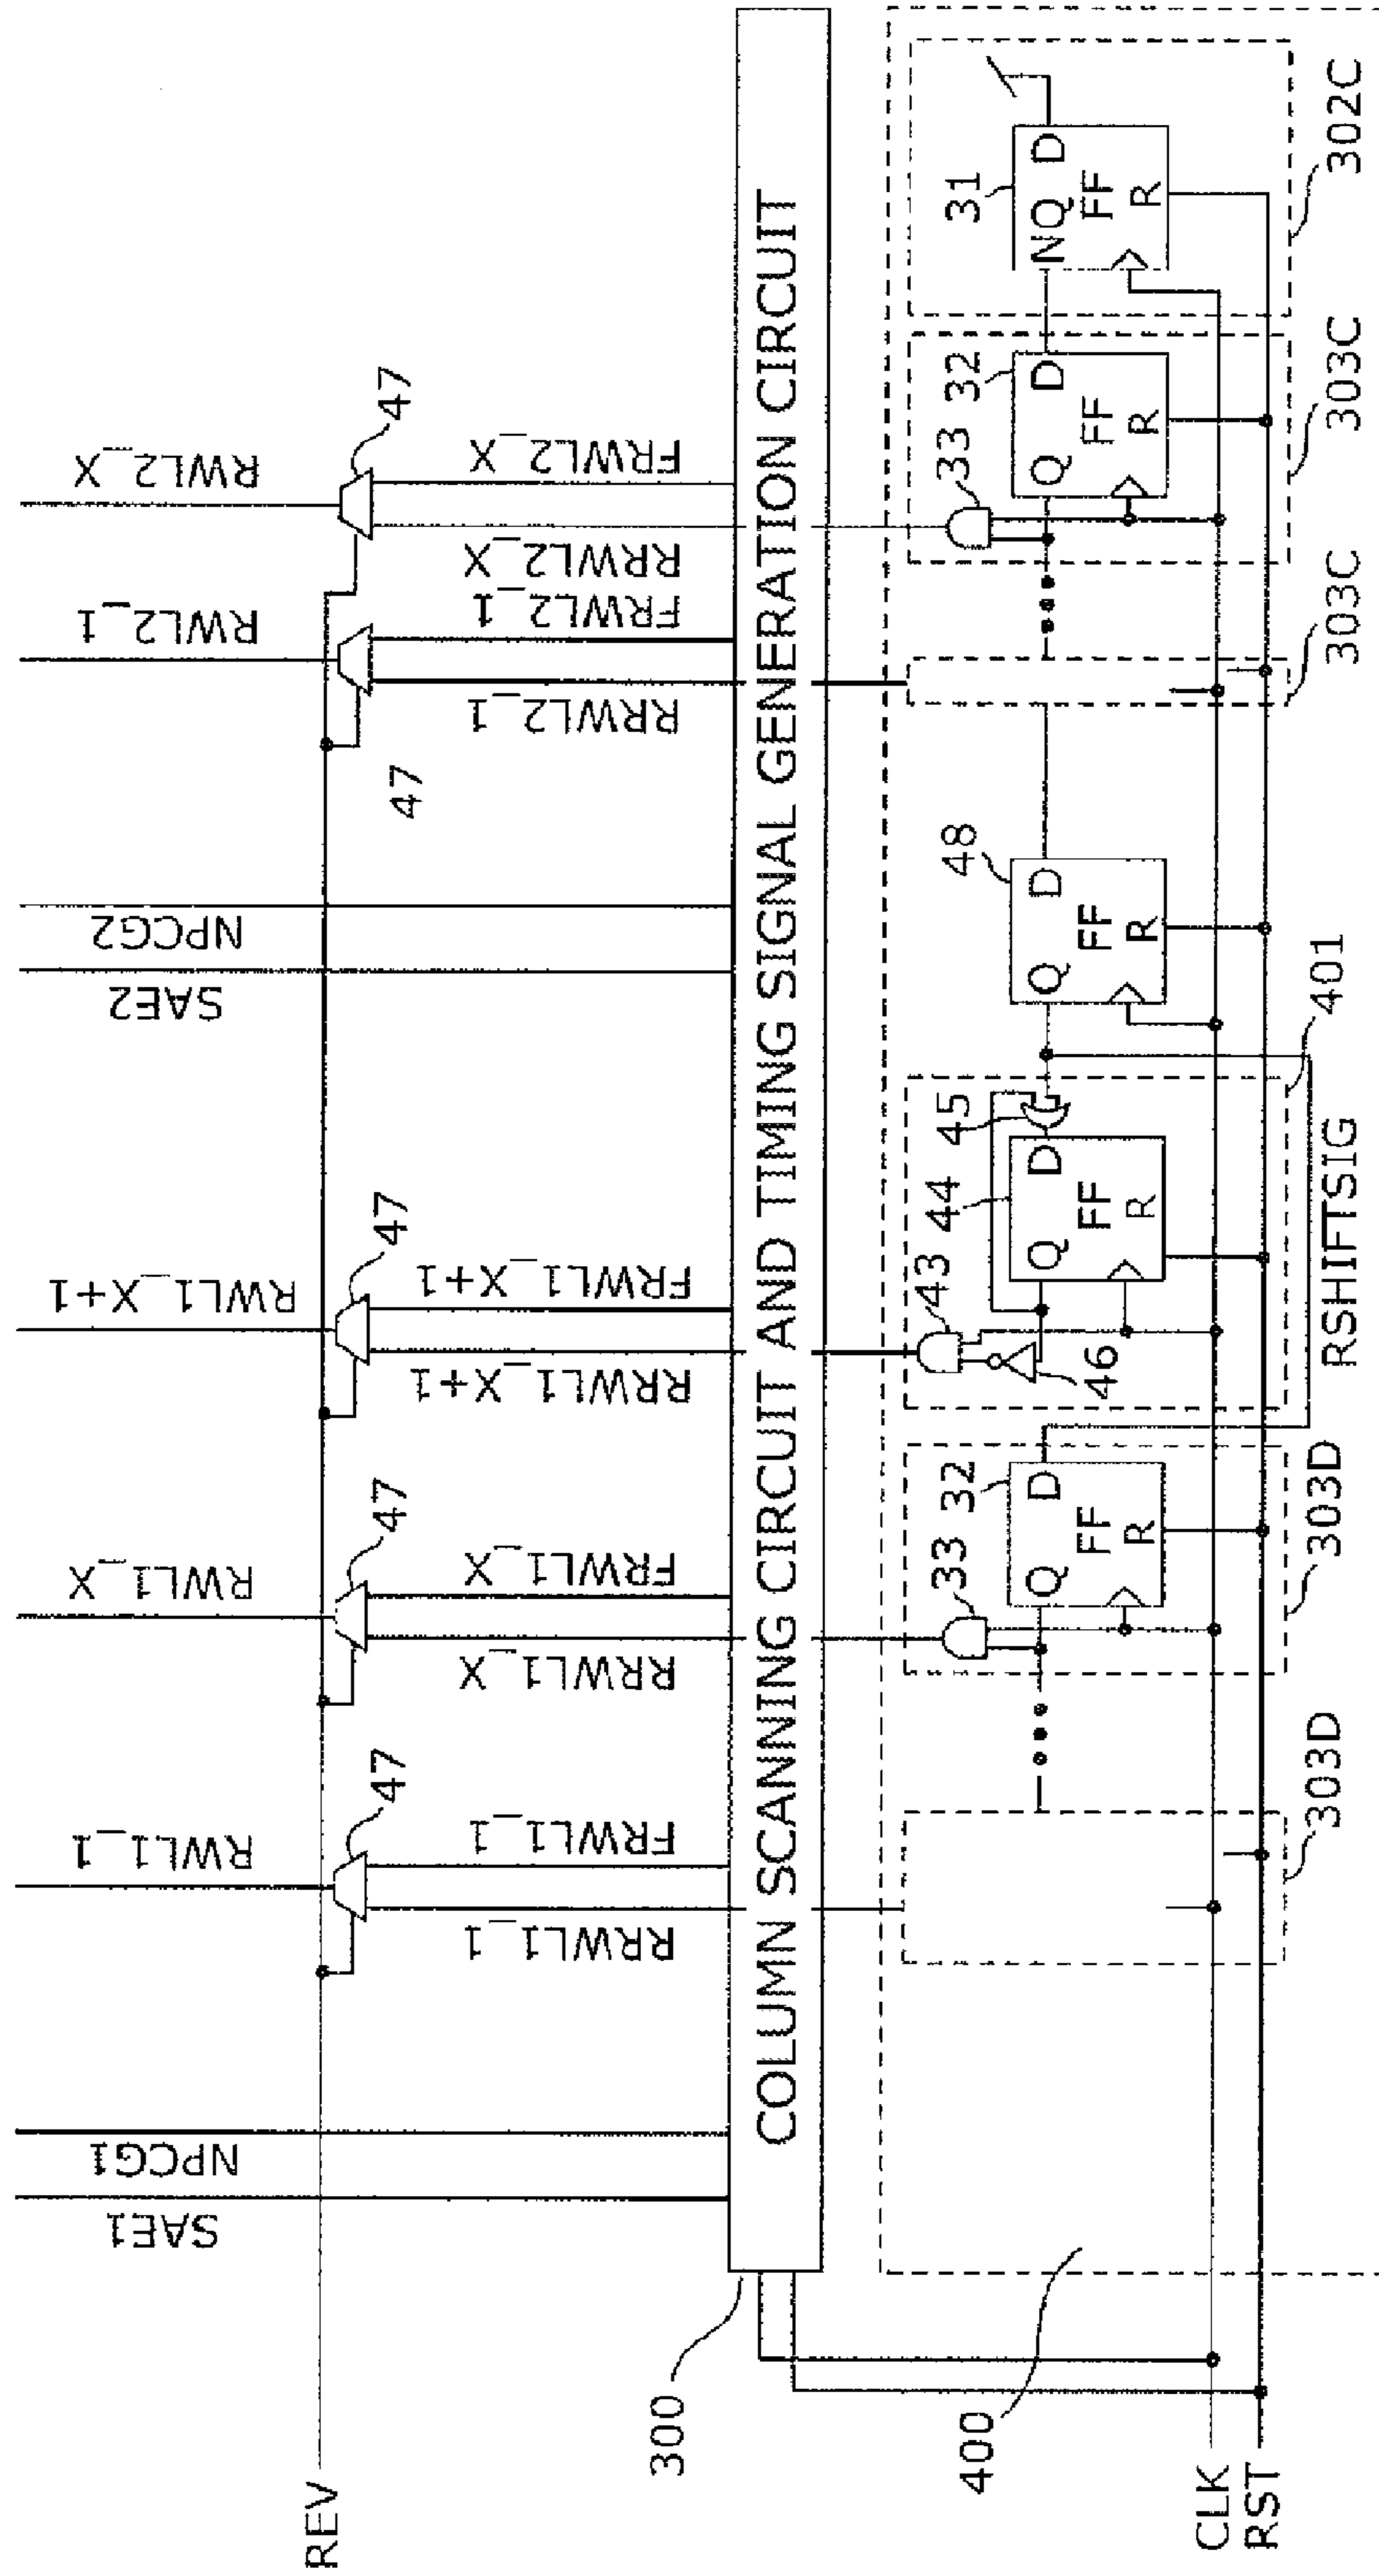 REV
SAE1
NPCG1
RWL1_1
RWL1_X
RWL1_X+1
SAE2
NPCG2
RWL2_1
RWL2_X
47
47
47
47
47
RRWL1_1
FRWL1_1
RRWL1_X
FRWL1_X
RRWL1_X+1
FRWL1_X+1
RRWL2_1
FRWL2_1
RRWL2_X
FRWL2_X
300
COLUMN SCANNING CIRCUIT AND TIMING SIGNAL GENERATION CIRCUIT
400
33
32
Q
D
FF
R
43
44
45
46
Q
D
FF
R
48
Q
D
FF
R
33
32
Q
D
FF
R
31
NQ
D
FF
R
CLK
RST
303D
303D
RSHIFTSIG
401
303C
303C
302C